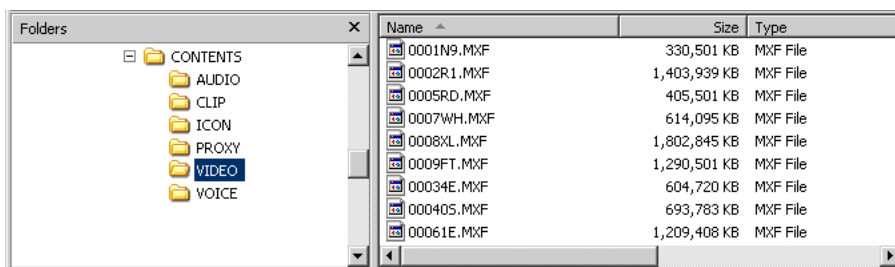 Folders
CONTENTS
AUDIO
CLIP
ICON
PROXY
VIDEO
VOICE
Name Size Type
0001N9.MXF 330,501 KB MXF File
0002R1.MXF 1,403,939 KB MXF File
0005RD.MXF 405,501 KB MXF File
0007WH.MXF 614,095 KB MXF File
0008XL.MXF 1,802,845 KB MXF File
0009FT.MXF 1,290,501 KB MXF File
00034E.MXF 604,720 KB MXF File
00040S.MXF 693,783 KB MXF File
00061E.MXF 1,209,408 KB MXF File